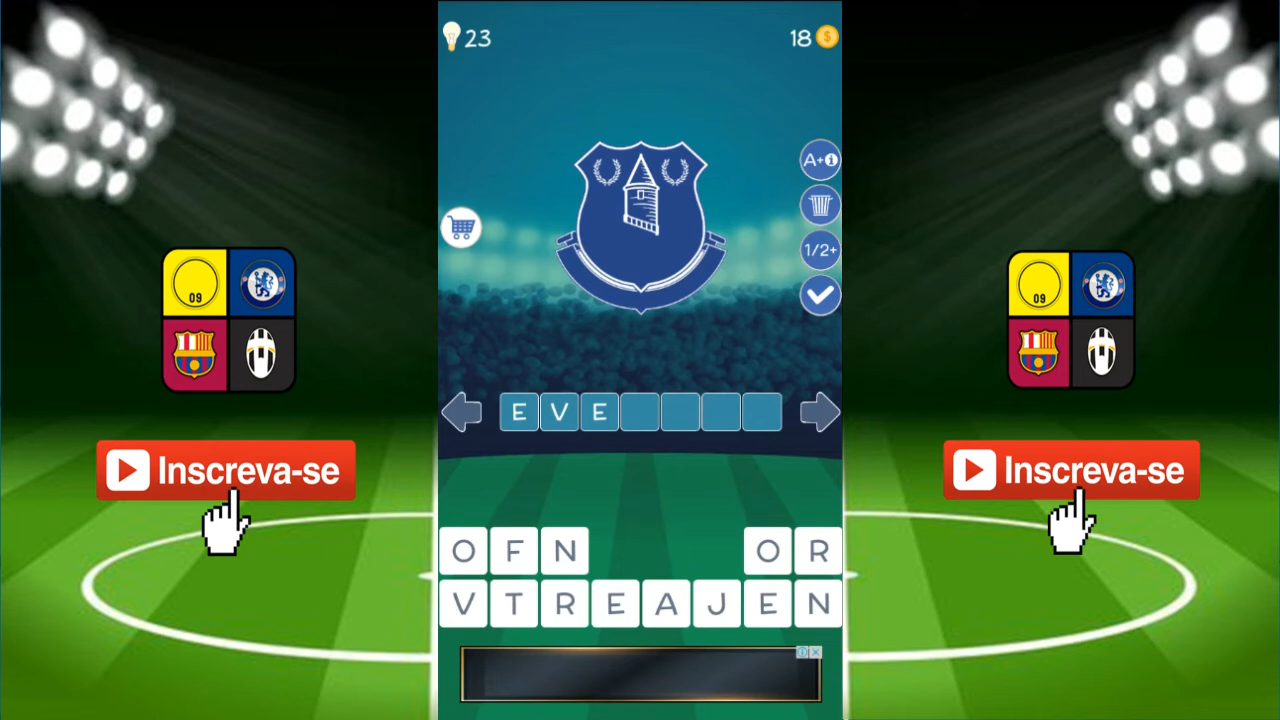 23
18 $
A+i
1/2+
09
09
E V E
Inscreva-se
Inscreva-se
O F N O R
V T R E A J E N